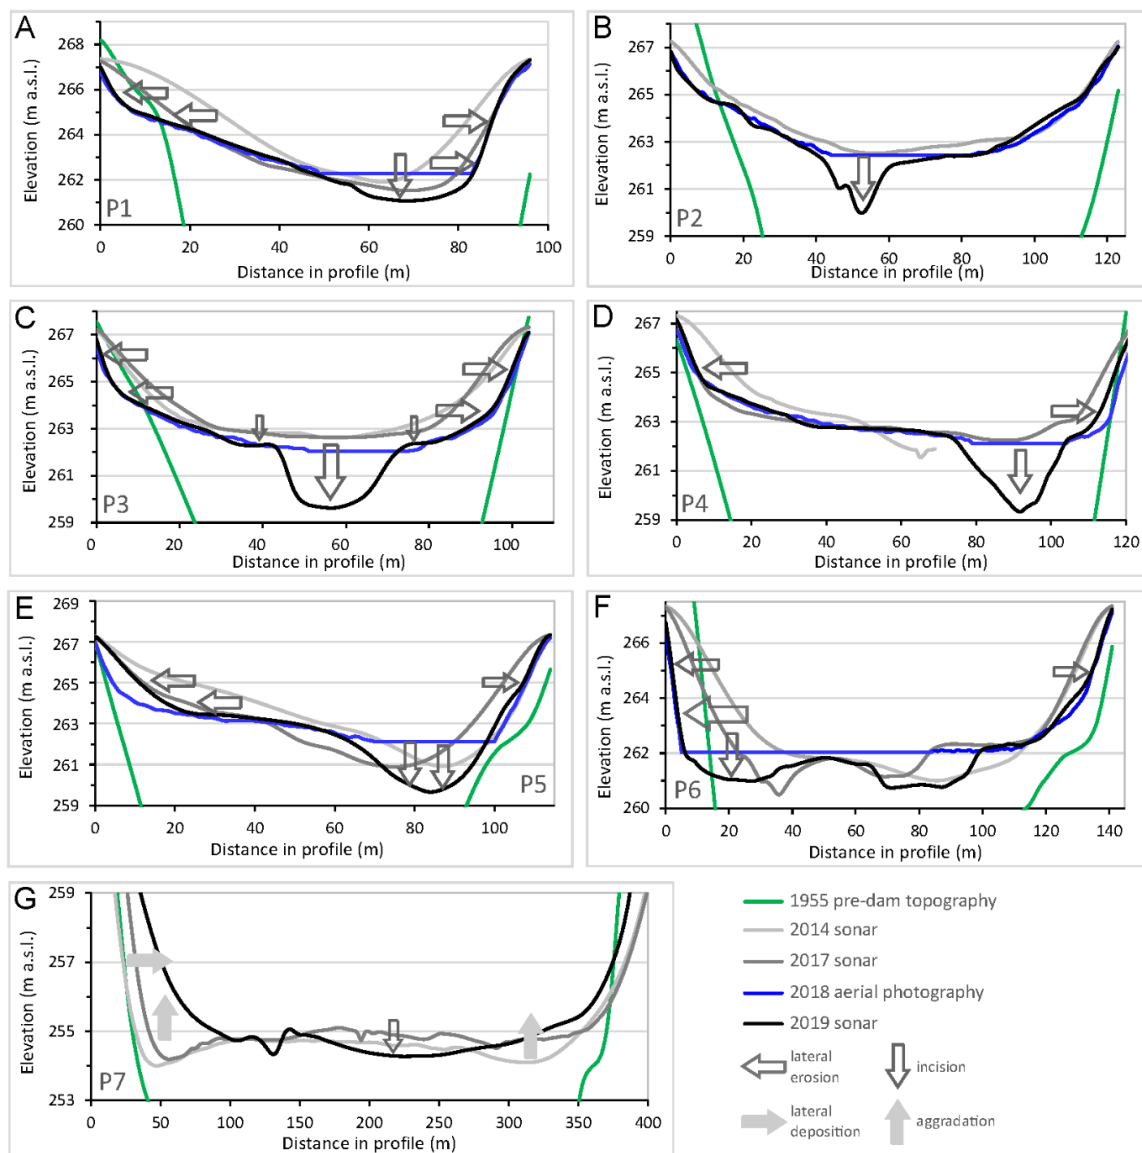 A
Elevation (m a.s.l.)
268
266
264
262
260
P1
0 20 40 60 80 100
Distance in profile (m)
B
Elevation (m a.s.l.)
267
265
263
261
259
P2
0 20 40 60 80 100 120
Distance in profile (m)
C
Elevation (m a.s.l.)
267
265
263
261
259
P3
0 20 40 60 80 100
Distance in profile (m)
D
Elevation (m a.s.l.)
267
265
263
261
259
P4
0 20 40 60 80 100 120
Distance in profile (m)
E
Elevation (m a.s.l.)
269
267
265
263
261
259
P5
0 20 40 60 80 100
Distance in profile (m)
F
Elevation (m a.s.l.)
266
264
262
260
P6
0 20 40 60 80 100 120 140
Distance in profile (m)
G
Elevation (m a.s.l.)
259
257
255
253
P7
0 50 100 150 200 250 300 350 400
Distance in profile (m)
1955 pre-dam topography
2014 sonar
2017 sonar
2018 aerial photography
2019 sonar
lateral
erosion
incision
lateral
deposition
aggradation